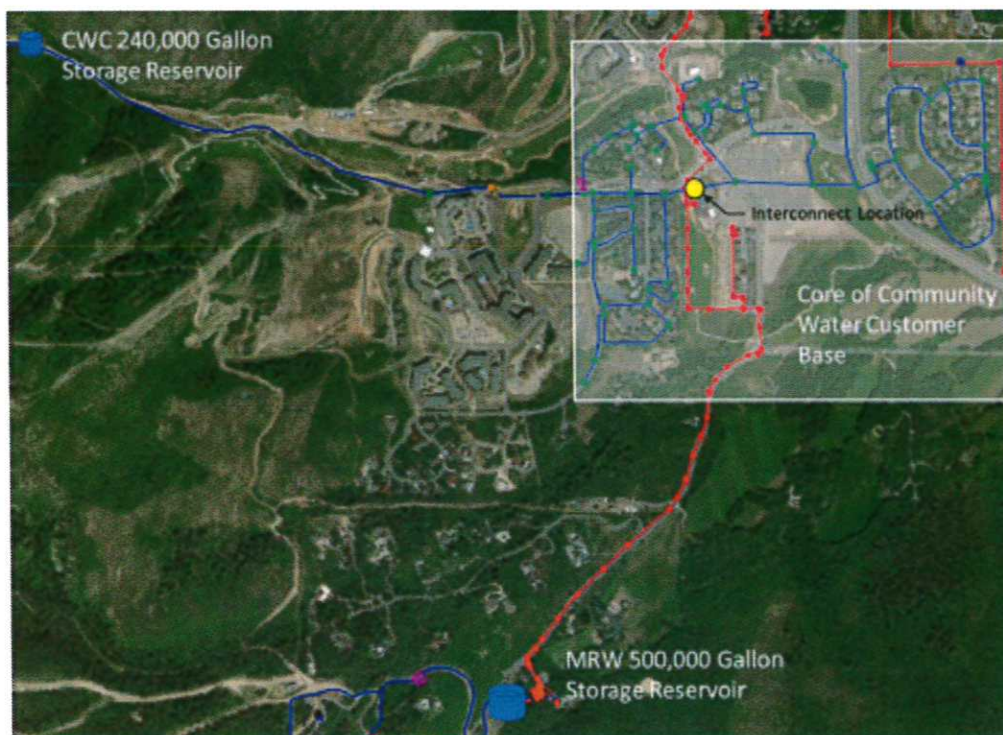 CWC 240,000 Gallon
Storage Reservoir
Interconnect Location
Core of Community
Water Customer
Base
MRW 500,000 Gallon
Storage Reservoir